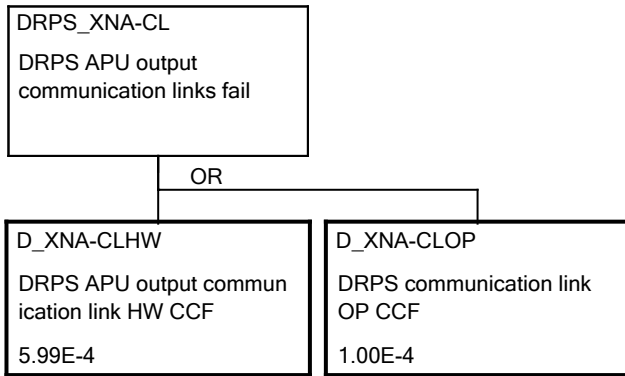 DRPS_XNA-CL
DRPS APU output
communication links fail
OR
D_XNA-CLHW
DRPS APU output commun
ication link HW CCF
5.99E-4
D_XNA-CLOP
DRPS communication link
OP CCF
1.00E-4